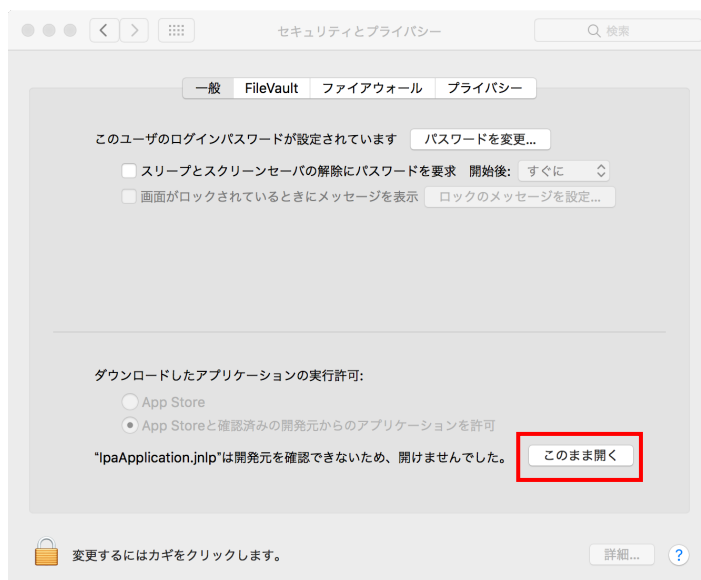 セキュリティとプライバシー
検索
一般 FileVault ファイアウォール プライバシー
このユーザのログインパスワードが設定されています パスワードを変更...
スリープとスクリーンセーバの解除にパスワードを要求 開始後: すぐに
画面がロックされているときにメッセージを表示 ロックのメッセージを設定...
ダウンロードしたアプリケーションの実行許可:
App Store
App Storeと確認済みの開発元からのアプリケーションを許可
“IpaApplication.jnlp”は開発元を確認できないため、開けませんでした。 このまま開く
変更するにはカギをクリックします。 詳細... ?